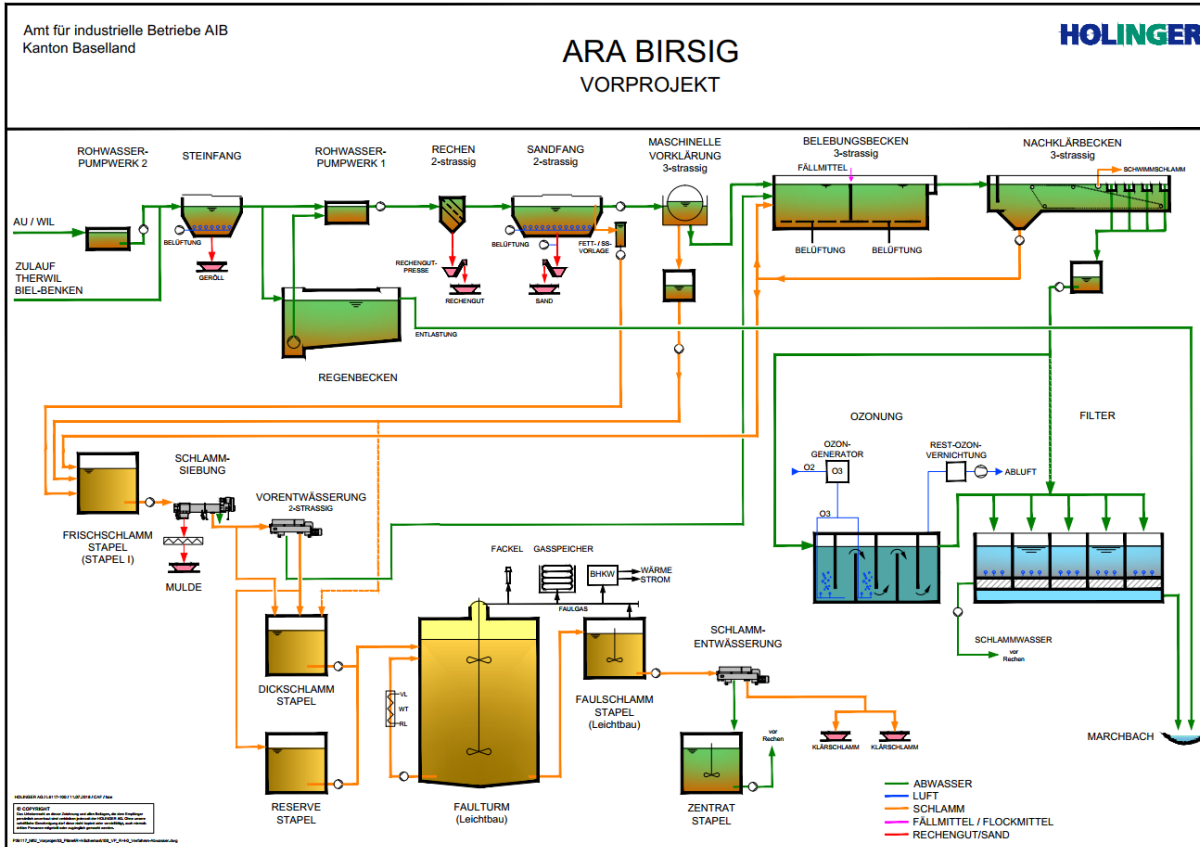 Amt für industrielle Betriebe AIB
Kanton Baselland
ARA BIRSIG
VORPROJEKT
HOLINGER
ROHWASSER-
PUMPWERK 2
STEINFANG
ROHWASSER-
PUMPWERK 1
RECHEN
2-strassig
SANDFANG
2-strassig
MASCHINELLE
VORKLÄRUNG
3-strassig
BELEBUNGSBECKEN
3-strassig
FÄLLMITTEL
NACHKLÄRBECKEN
3-strassig
SCHWIMMSCHLAMM
AU / WIL
BELÜFTUNG
GERÖLL
ZULAUF
THERWIL
BIEL-BENKEN
RECHENGUT-
PRESSE
RECHENGUT
BELÜFTUNG
SAND
FETT- / SS-
VORLAGE
BELÜFTUNG
BELÜFTUNG
ENTLASTUNG
REGENBECKEN
OZONUNG
FILTER
OZON-
GENERATOR
O2
O3
O3
REST-OZON-
VERNICHTUNG
ABLUFT
SCHLAMM-
SIEBUNG
VORENTWÄSSERUNG
2-STRASSIG
FRISCHSCHLAMM
STAPEL
(STAPEL I)
MULDE
FACKEL
GASSPEICHER
BHKW
WÄRME
STROM
FAULGAS
SCHLAMM-
ENTWÄSSERUNG
SCHLAMMWASSER
vor
Rechen
DICKSCHLAMM
STAPEL
VL
WT
RL
FAULSCHLAMM
STAPEL
(Leichtbau)
KLÄRSCHLAMM
KLÄRSCHLAMM
vor
Rechen
MARCHBACH
RESERVE
STAPEL
FAULTURM
(Leichtbau)
ZENTRAT
STAPEL
ABWASSER
LUFT
SCHLAMM
FÄLLMITTEL / FLOCKMITTEL
RECHENGUT/SAND
© COPYRIGHT